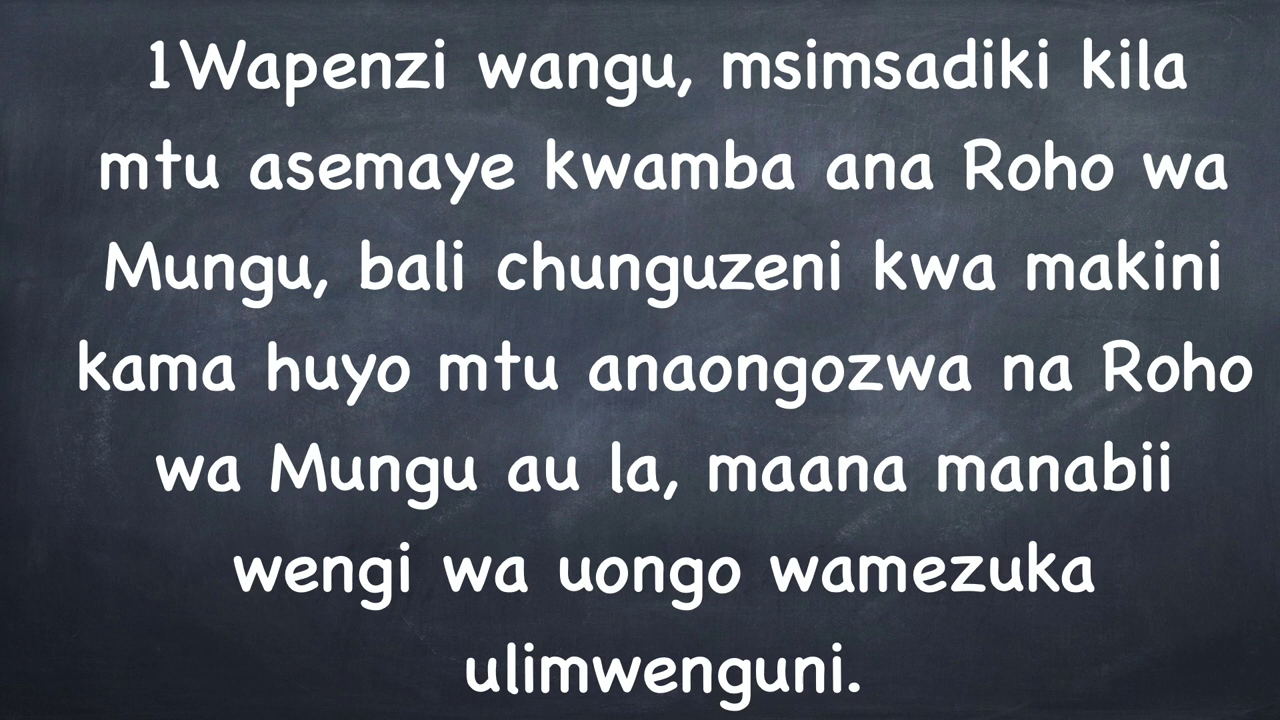 1Wapenzi wangu, msimsadiki kila
mtu asemaye kwamba ana Roho wa
Mungu, bali chunguzeni kwa makini
kama huyo mtu anaongozwa na Roho
wa Mungu au la, maana manabii
wengi wa uongo wamezuka
ulimwenguni.